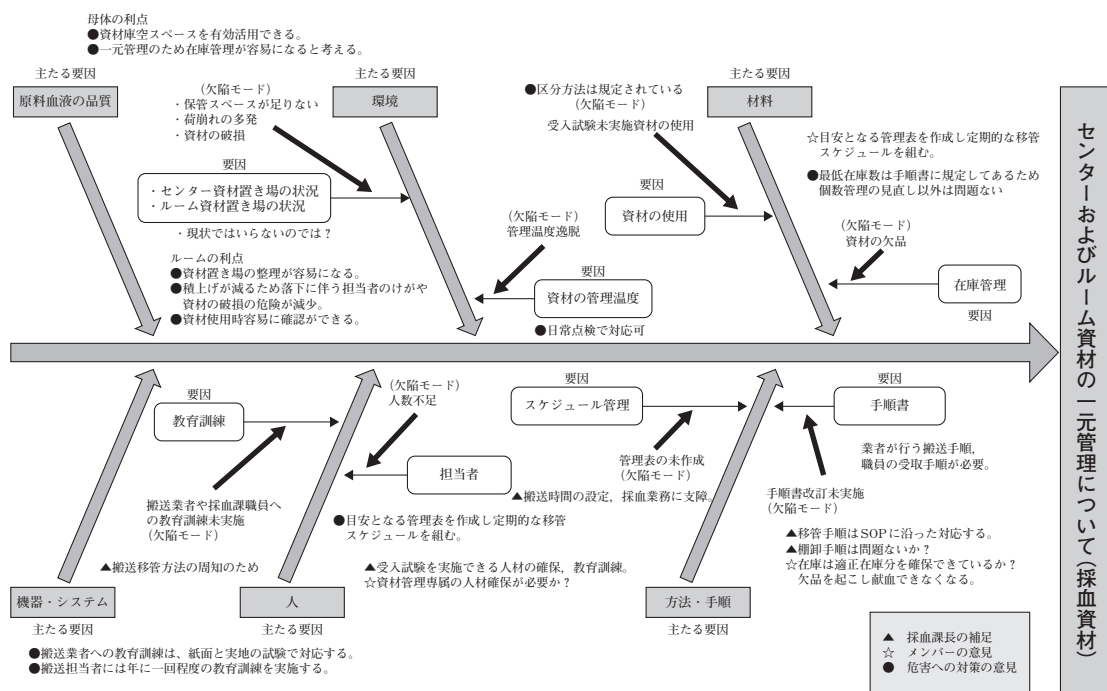 母体の利点
●資材庫空スペースを有効活用できる。
●一元管理のため在庫管理が容易になると考える。
主たる要因
原料血液の品質
(欠陥モード)
・保管スペースが足りない
・荷崩れの多発
・資材の破損
主たる要因
環境
要因
・センター資材置き場の状況
・ルーム資材置き場の状況
・現状ではいらないのでは？
ルームの利点
●資材置き場の整理が容易になる。
●積上げが減るため落下に伴う担当者のけがや
資材の破損の危険が減少。
●資材使用時容易に確認ができる。
(欠陥モード)
管理温度逸脱
要因
資材の管理温度
●日常点検で対応可
●区分方法は規定されている
(欠陥モード)
受入試験未実施資材の使用
要因
資材の使用
主たる要因
材料
☆目安となる管理表を作成し定期的な移管
スケジュールを組む。
●最低在庫数は手順書に規定してあるため
個数管理の見直し以外は問題ない
(欠陥モード)
資材の欠品
在庫管理
要因
センターおよびルーム資材の一元管理について（採血資材）
要因
教育訓練
搬送業者や採血課職員へ
の教育訓練未実施
(欠陥モード)
▲搬送移管方法の周知のため
機器・システム
主たる要因
●搬送業者への教育訓練は、紙面と実地の試験で対応する。
●搬送担当者には年に一回程度の教育訓練を実施する。
(欠陥モード)
人数不足
要因
担当者
●目安となる管理表を作成し定期的な移管
スケジュールを組む。
▲受入試験を実施できる人材の確保，教育訓練。
☆資材管理専属の人材確保が必要か？
人
主たる要因
要因
スケジュール管理
管理表の未作成
(欠陥モード)
▲搬送時間の設定，採血業務に支障。
要因
手順書
業者が行う搬送手順，
職員の受取手順が必要。
手順書改訂未実施
(欠陥モード)
▲移管手順はSOPに沿った対応する。
▲棚卸手順は問題ないか？
☆在庫は適正在庫分を確保できているか？
欠品を起こし献血できなくなる。
方法・手順
主たる要因
▲ 採血課長の補足
☆ メンバーの意見
● 危害への対策の意見